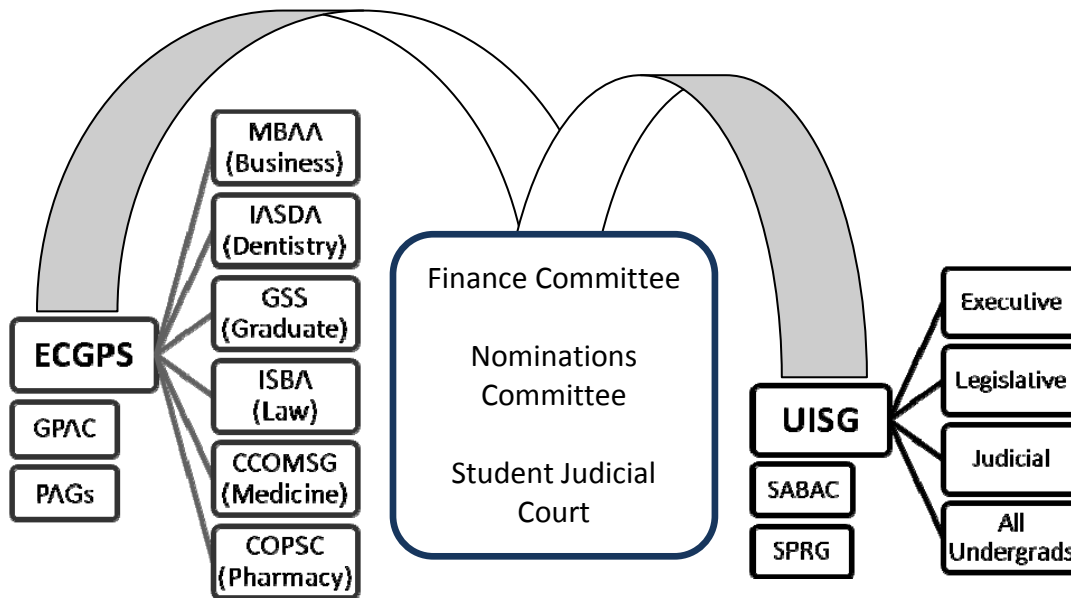 MBAA
(Business)
IASDA
(Dentistry)
GSS
(Graduate)
ISBA
(Law)
CCOMSG
(Medicine)
COPSC
(Pharmacy)
ECGPS
GPAC
PAGs
Finance Committee
Nominations
Committee
Student Judicial
Court
UISG
SABAC
SPRG
Executive
Legislative
Judicial
All
Undergrads